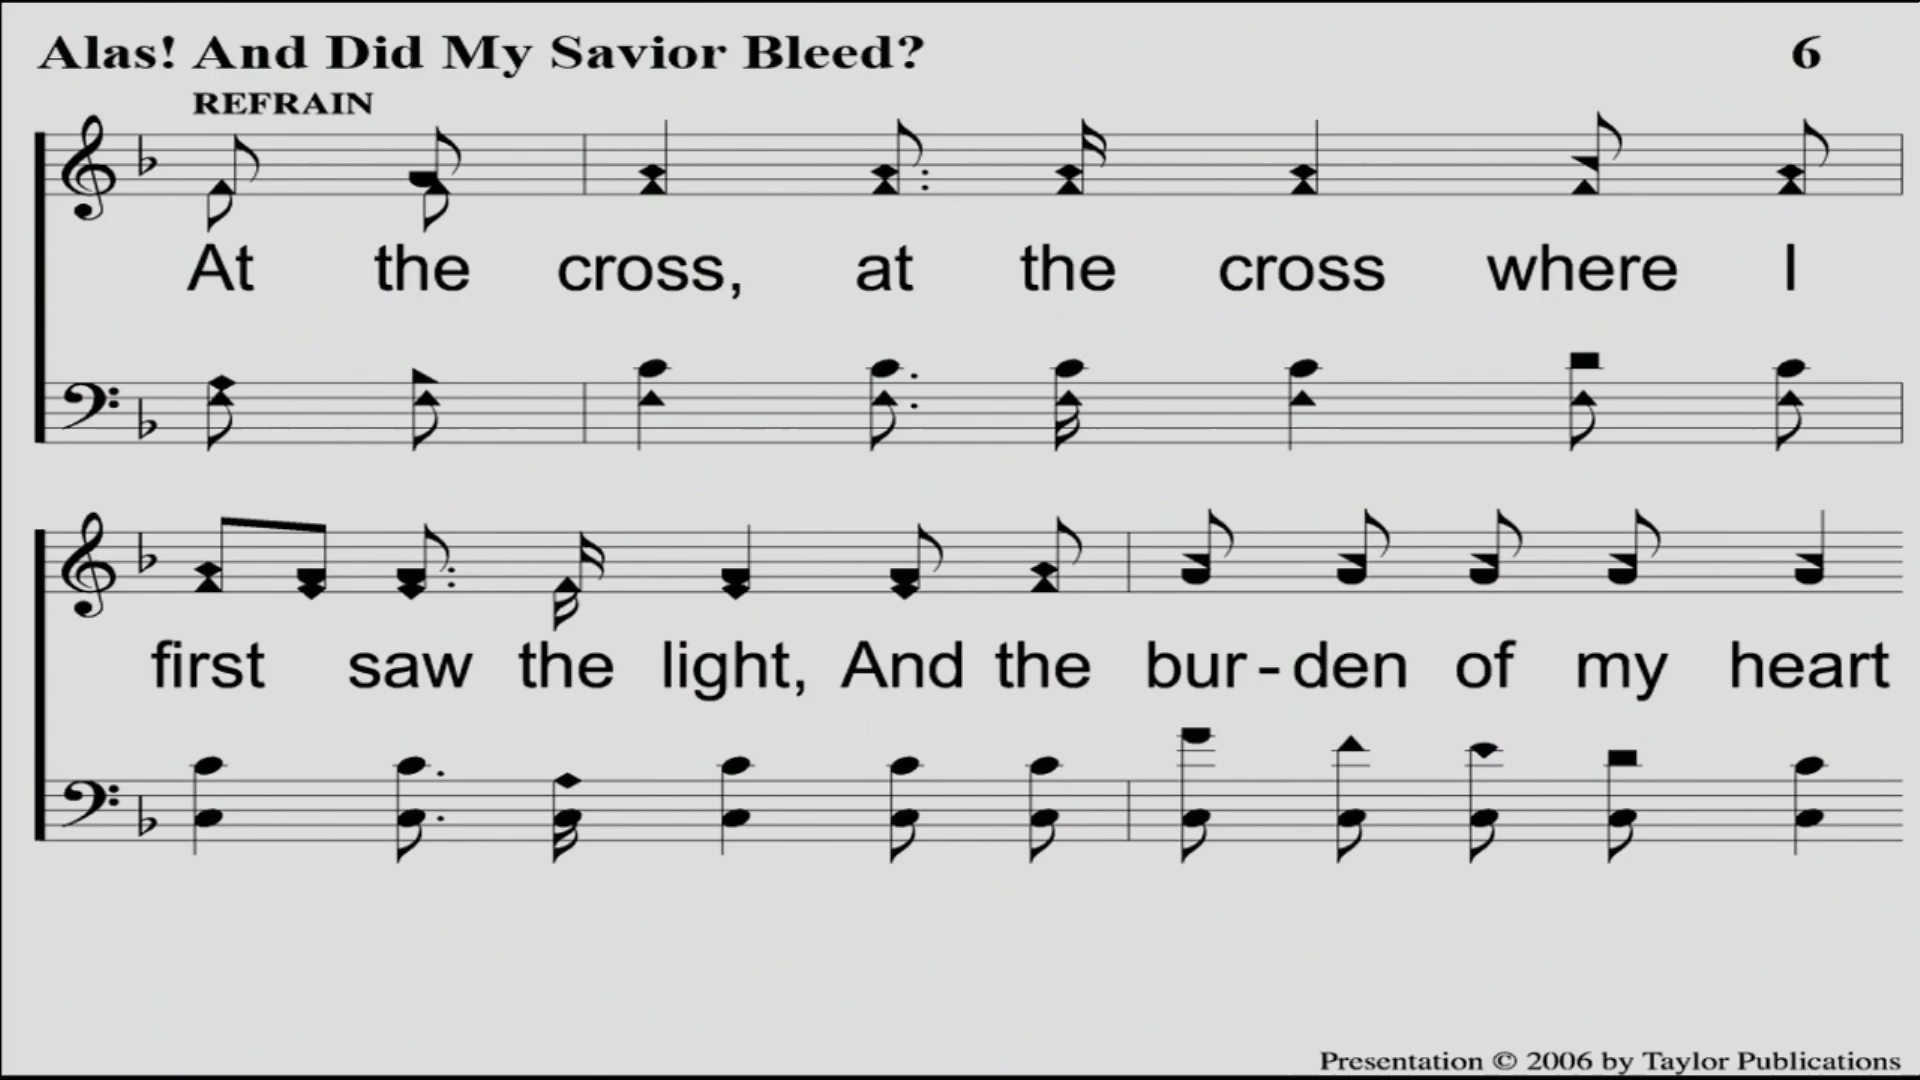 Alas! And Did My Savior Bleed? 6
REFRAIN
At the cross, at the cross where I
first saw the light, And the bur-den of my heart
Presentation © 2006 by Taylor Publications